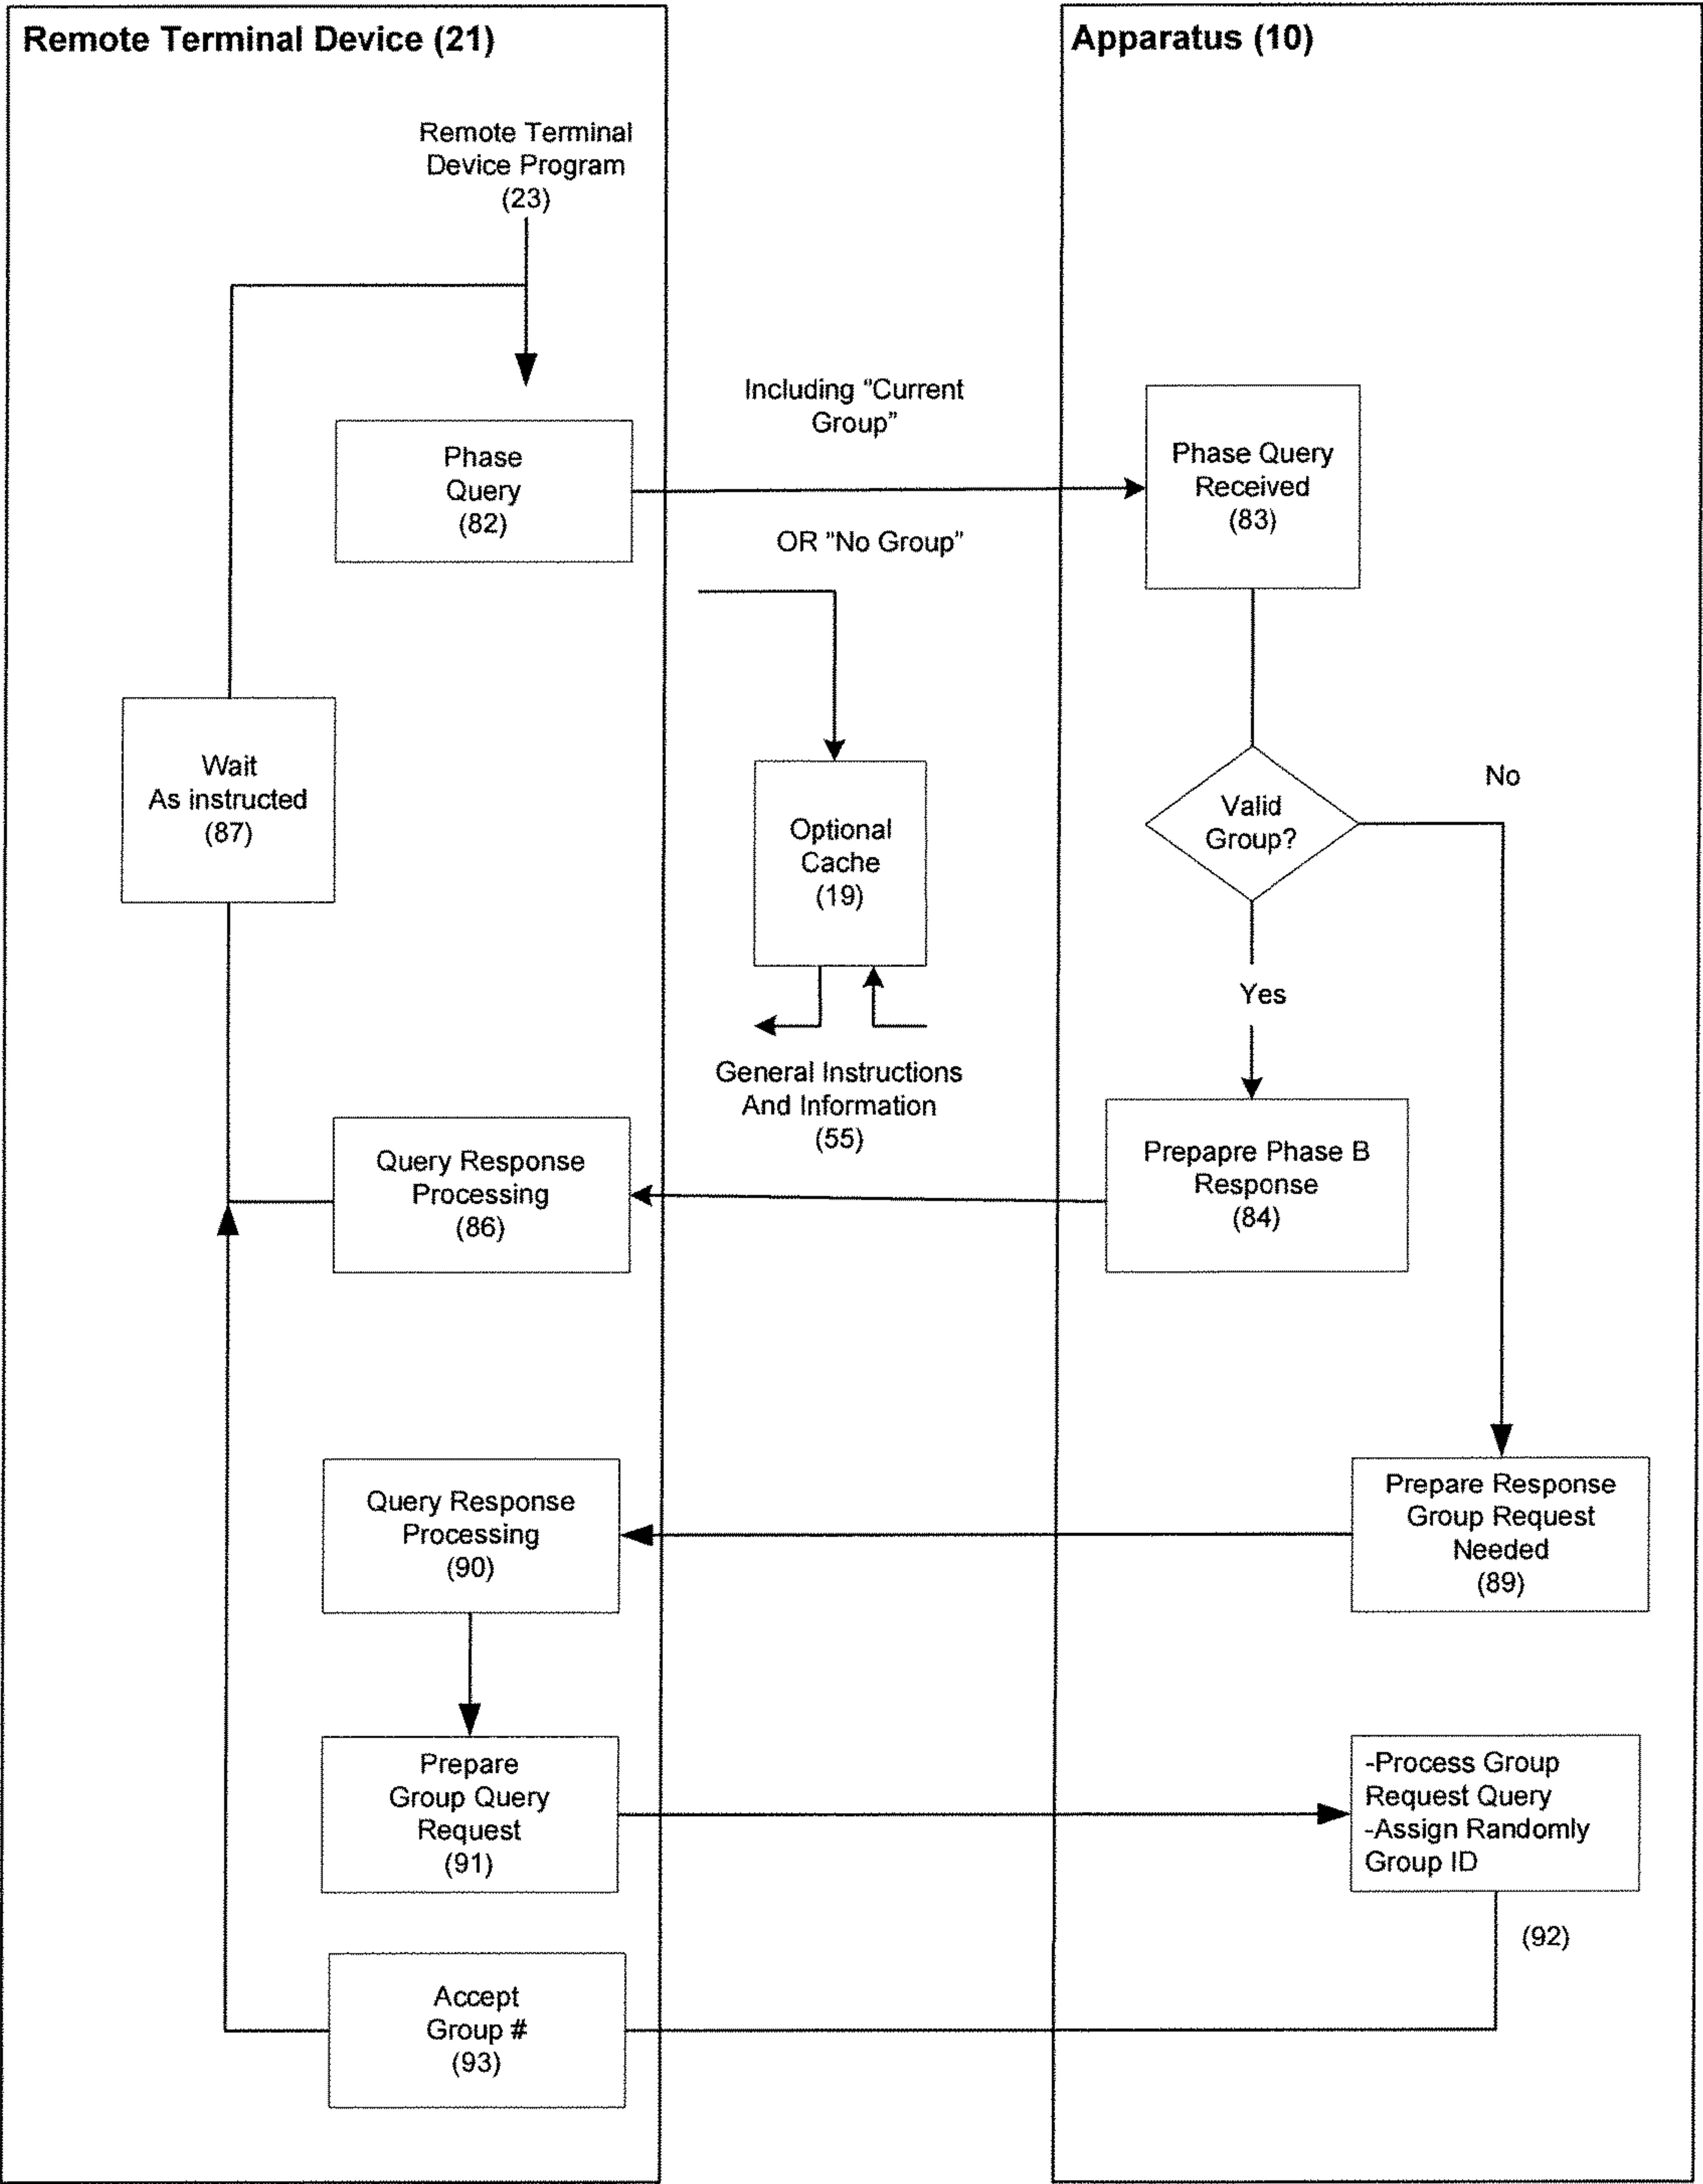 Remote Terminal Device (21)
Apparatus (10)
Remote Terminal
Device Program
(23)
Including “Current
Group”
Phase
Query
(82)
Phase Query
Received
(83)
OR “No Group”
Wait
As instructed
(87)
Optional
Cache
(19)
Valid
Group?
No
Yes
General Instructions
And Information
(55)
Query Response
Processing
(86)
Prepapre Phase B
Response
(84)
Query Response
Processing
(90)
Prepare Response
Group Request
Needed
(89)
Prepare
Group Query
Request
(91)
-Process Group
Request Query
-Assign Randomly
Group ID
(92)
Accept
Group #
(93)